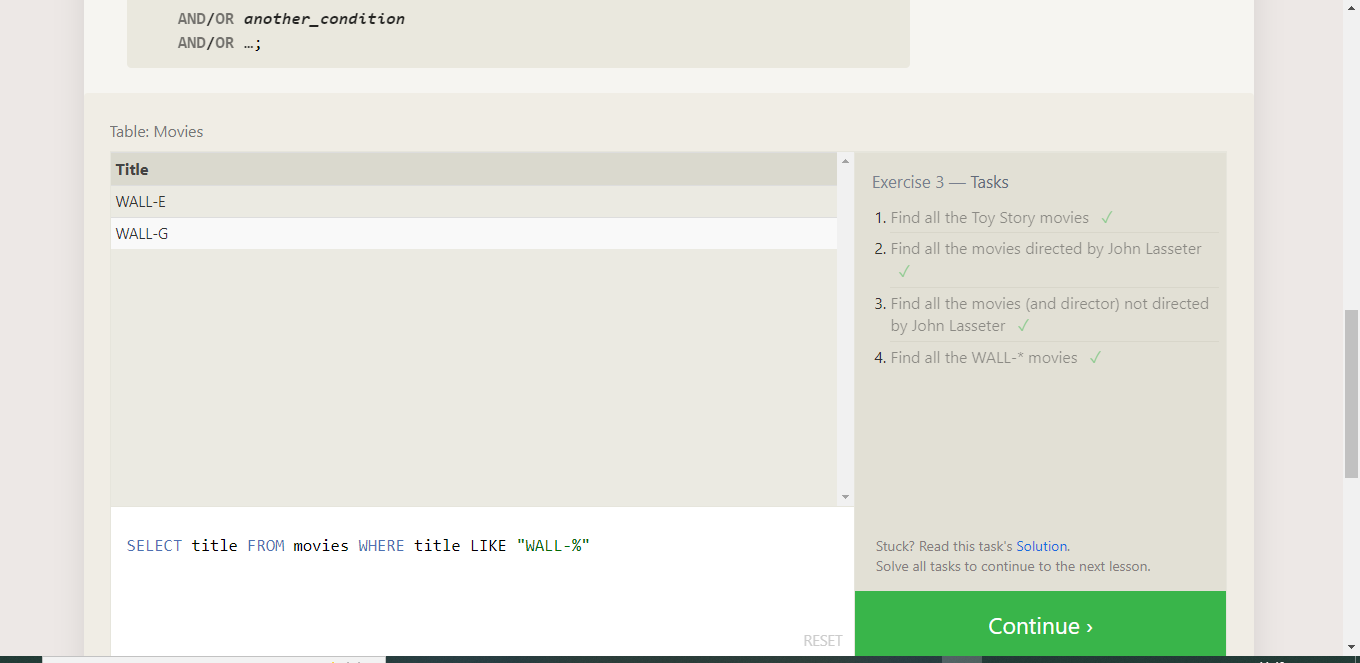 AND/OR another_condition
AND/OR …;
Table: Movies
Title
WALL-E
WALL-G
Exercise 3 — Tasks
1. Find all the Toy Story movies ✓
2. Find all the movies directed by John Lasseter
✓
3. Find all the movies (and director) not directed
by John Lasseter ✓
4. Find all the WALL-* movies ✓
SELECT title FROM movies WHERE title LIKE "WALL-%"
RESET
Stuck? Read this task's Solution.
Solve all tasks to continue to the next lesson.
Continue ›